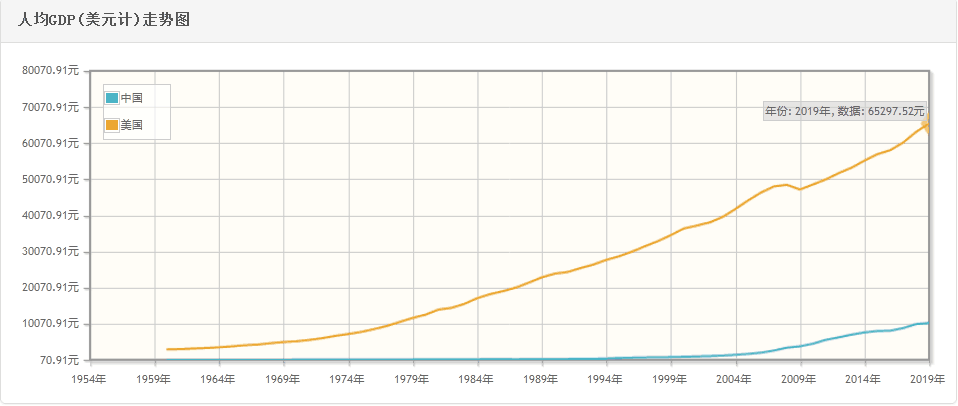 人均GDP(美元计)走势图
80070.91元
70070.91元
60070.91元
50070.91元
40070.91元
30070.91元
20070.91元
10070.91元
70.91元
中国
美国
年份: 2019年, 数据: 65297.52元
1954年 1959年 1964年 1969年 1974年 1979年 1984年 1989年 1994年 1999年 2004年 2009年 2014年 2019年